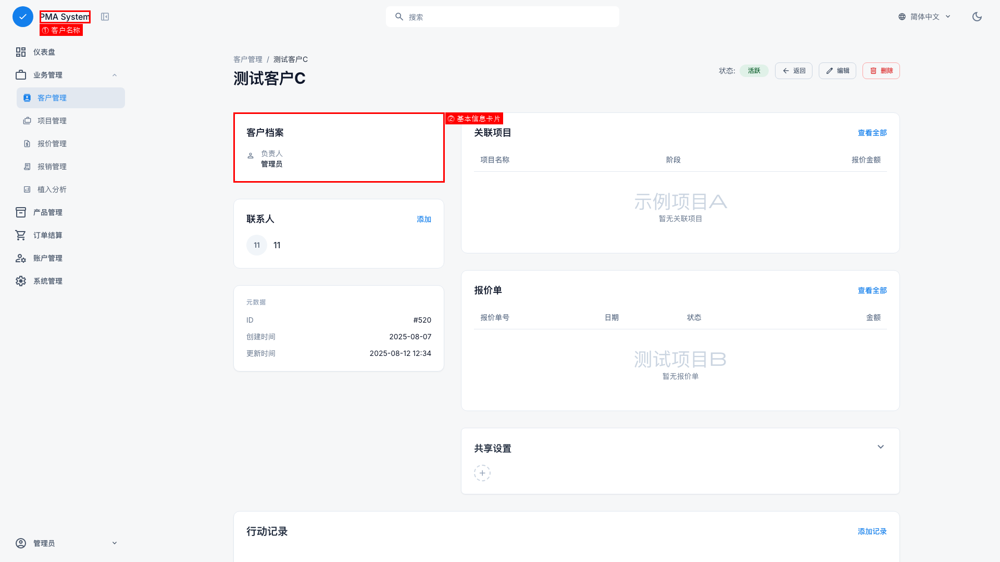 PMA System
① 客户名称
搜索
简体中文
仪表盘
业务管理
客户管理
项目管理
报价管理
报销管理
植入分析
产品管理
订单结算
账户管理
系统管理
管理员
客户管理 / 测试客户C
测试客户C
状态: 活跃 返回 编辑 删除
② 基本信息卡片
客户档案
负责人
管理员
联系人 添加
11 11
元数据
ID #520
创建时间 2025-08-07
更新时间 2025-08-12 12:34
关联项目 查看全部
项目名称 阶段 报价金额
示例项目A
暂无关联项目
报价单 查看全部
报价单号 日期 状态 金额
测试项目B
暂无报价单
共享设置
行动记录 添加记录